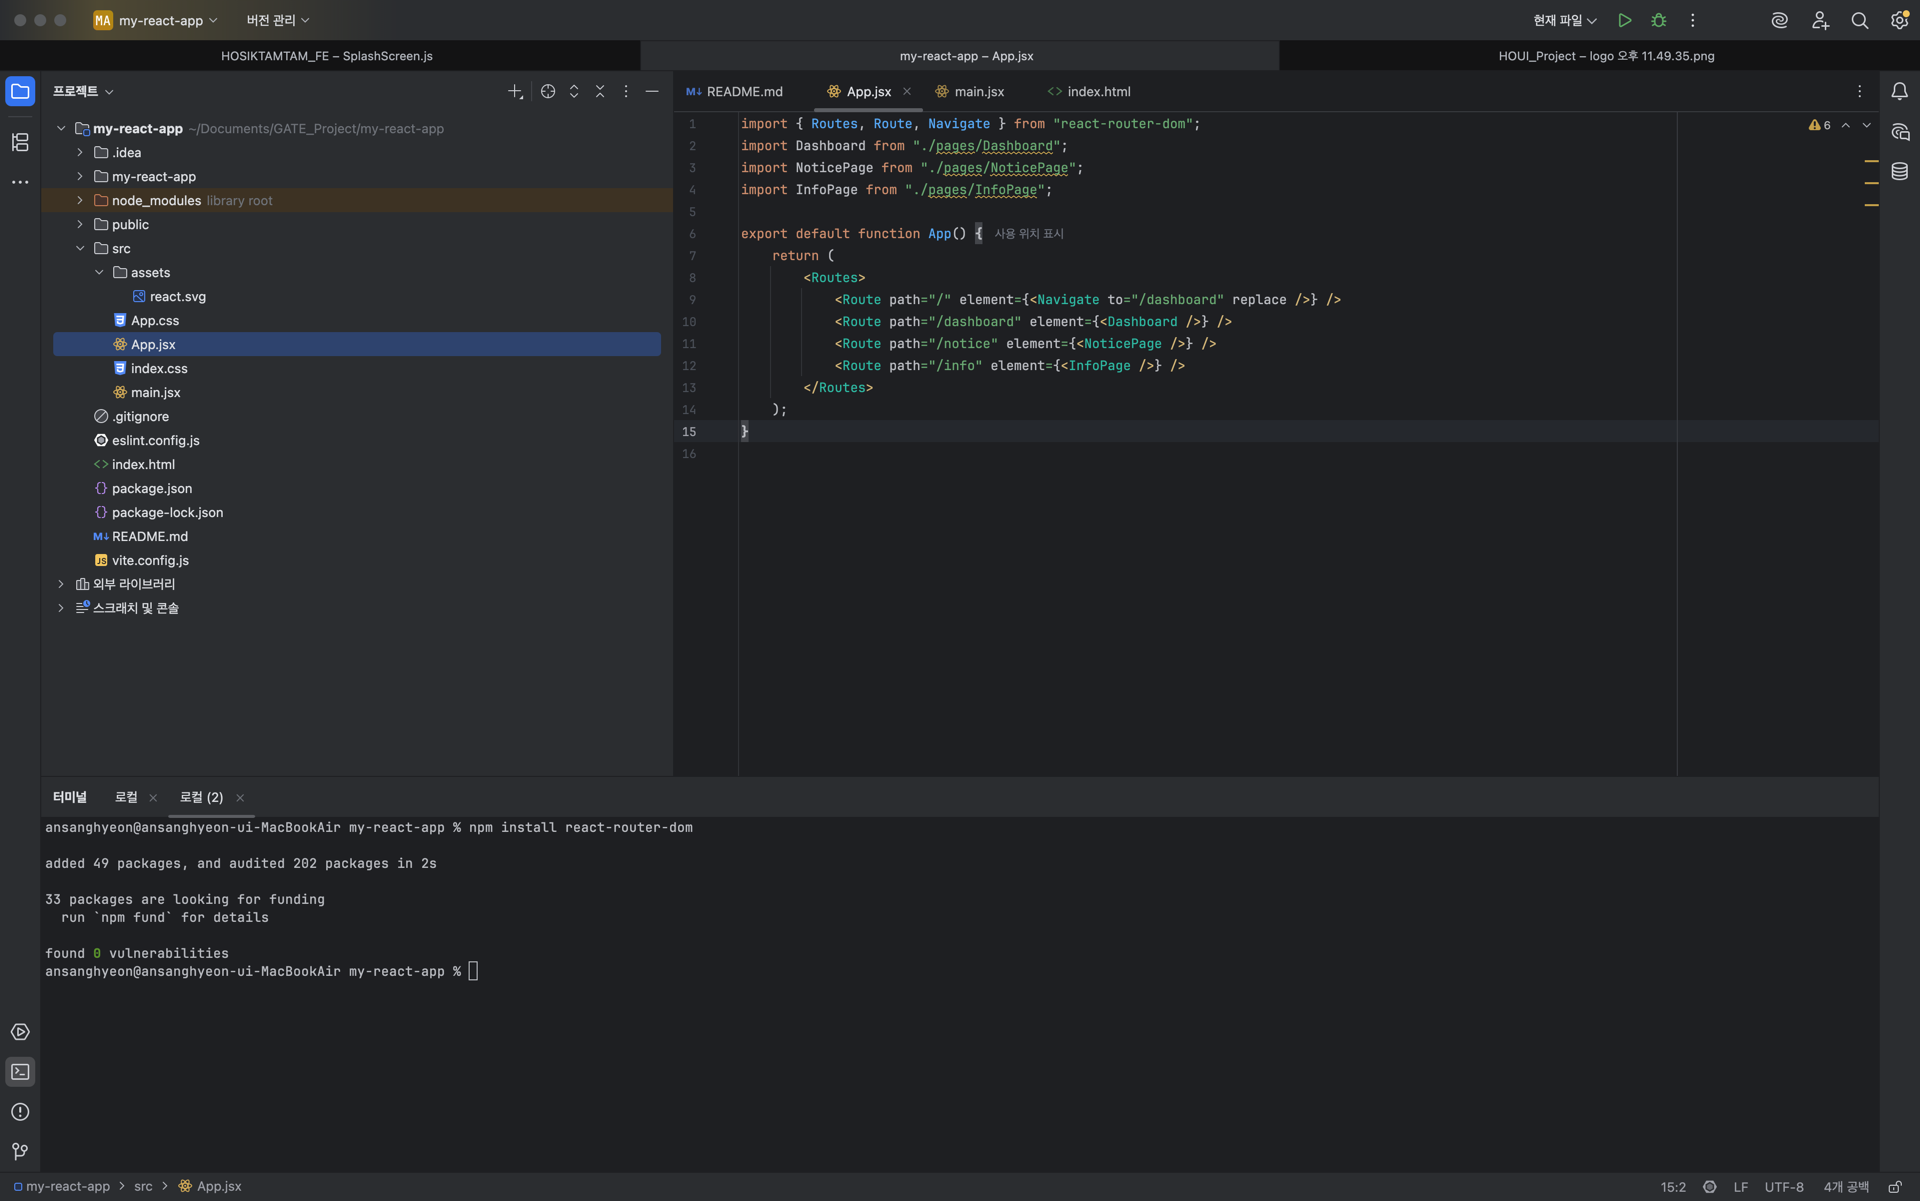 MA my-react-app 버전 관리 현재 파일
HOSIKTAMTAM_FE – SplashScreen.js my-react-app – App.jsx HOUI_Project – logo 오후 11.49.35.png
프로젝트
my-react-app ~/Documents/GATE_Project/my-react-app
.idea
my-react-app
node_modules library root
public
src
assets
react.svg
App.css
App.jsx
index.css
main.jsx
.gitignore
eslint.config.js
index.html
package.json
package-lock.json
M↓ README.md
JS vite.config.js
외부 라이브러리
스크래치 및 콘솔
M↓ README.md App.jsx main.jsx <> index.html
6
1 import { Routes, Route, Navigate } from "react-router-dom";
2 import Dashboard from "./pages/Dashboard";
3 import NoticePage from "./pages/NoticePage";
4 import InfoPage from "./pages/InfoPage";
5
6 export default function App() { 사용 위치 표시
7 return (
8 <Routes>
9 <Route path="/" element={<Navigate to="/dashboard" replace />} />
10 <Route path="/dashboard" element={<Dashboard />} />
11 <Route path="/notice" element={<NoticePage />} />
12 <Route path="/info" element={<InfoPage />} />
13 </Routes>
14 );
15 }
16
터미널 로컬 로컬 (2)
ansanghyeon@ansanghyeon-ui-MacBookAir my-react-app % npm install react-router-dom
added 49 packages, and audited 202 packages in 2s
33 packages are looking for funding
run `npm fund` for details
found 0 vulnerabilities
ansanghyeon@ansanghyeon-ui-MacBookAir my-react-app %
my-react-app > src > App.jsx 15:2 LF UTF-8 4개 공백